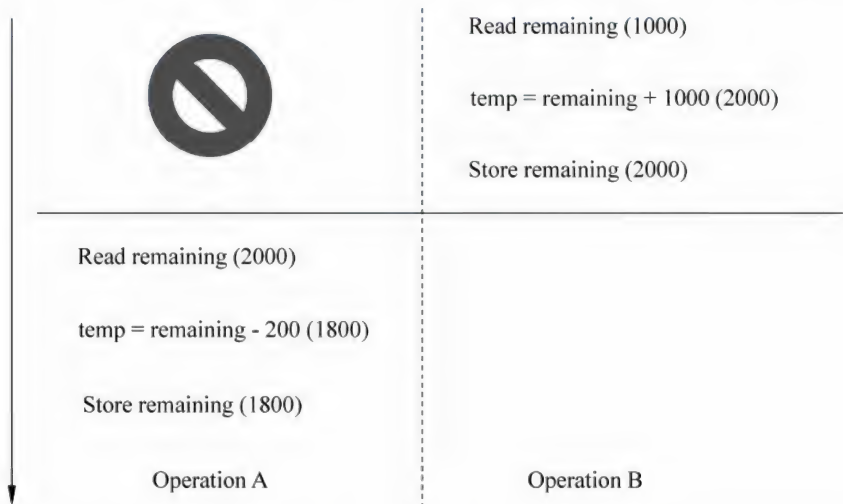 Read remaining (1000)
temp = remaining + 1000 (2000)
Store remaining (2000)
Read remaining (2000)
temp = remaining - 200 (1800)
Store remaining (1800)
Operation A
Operation B